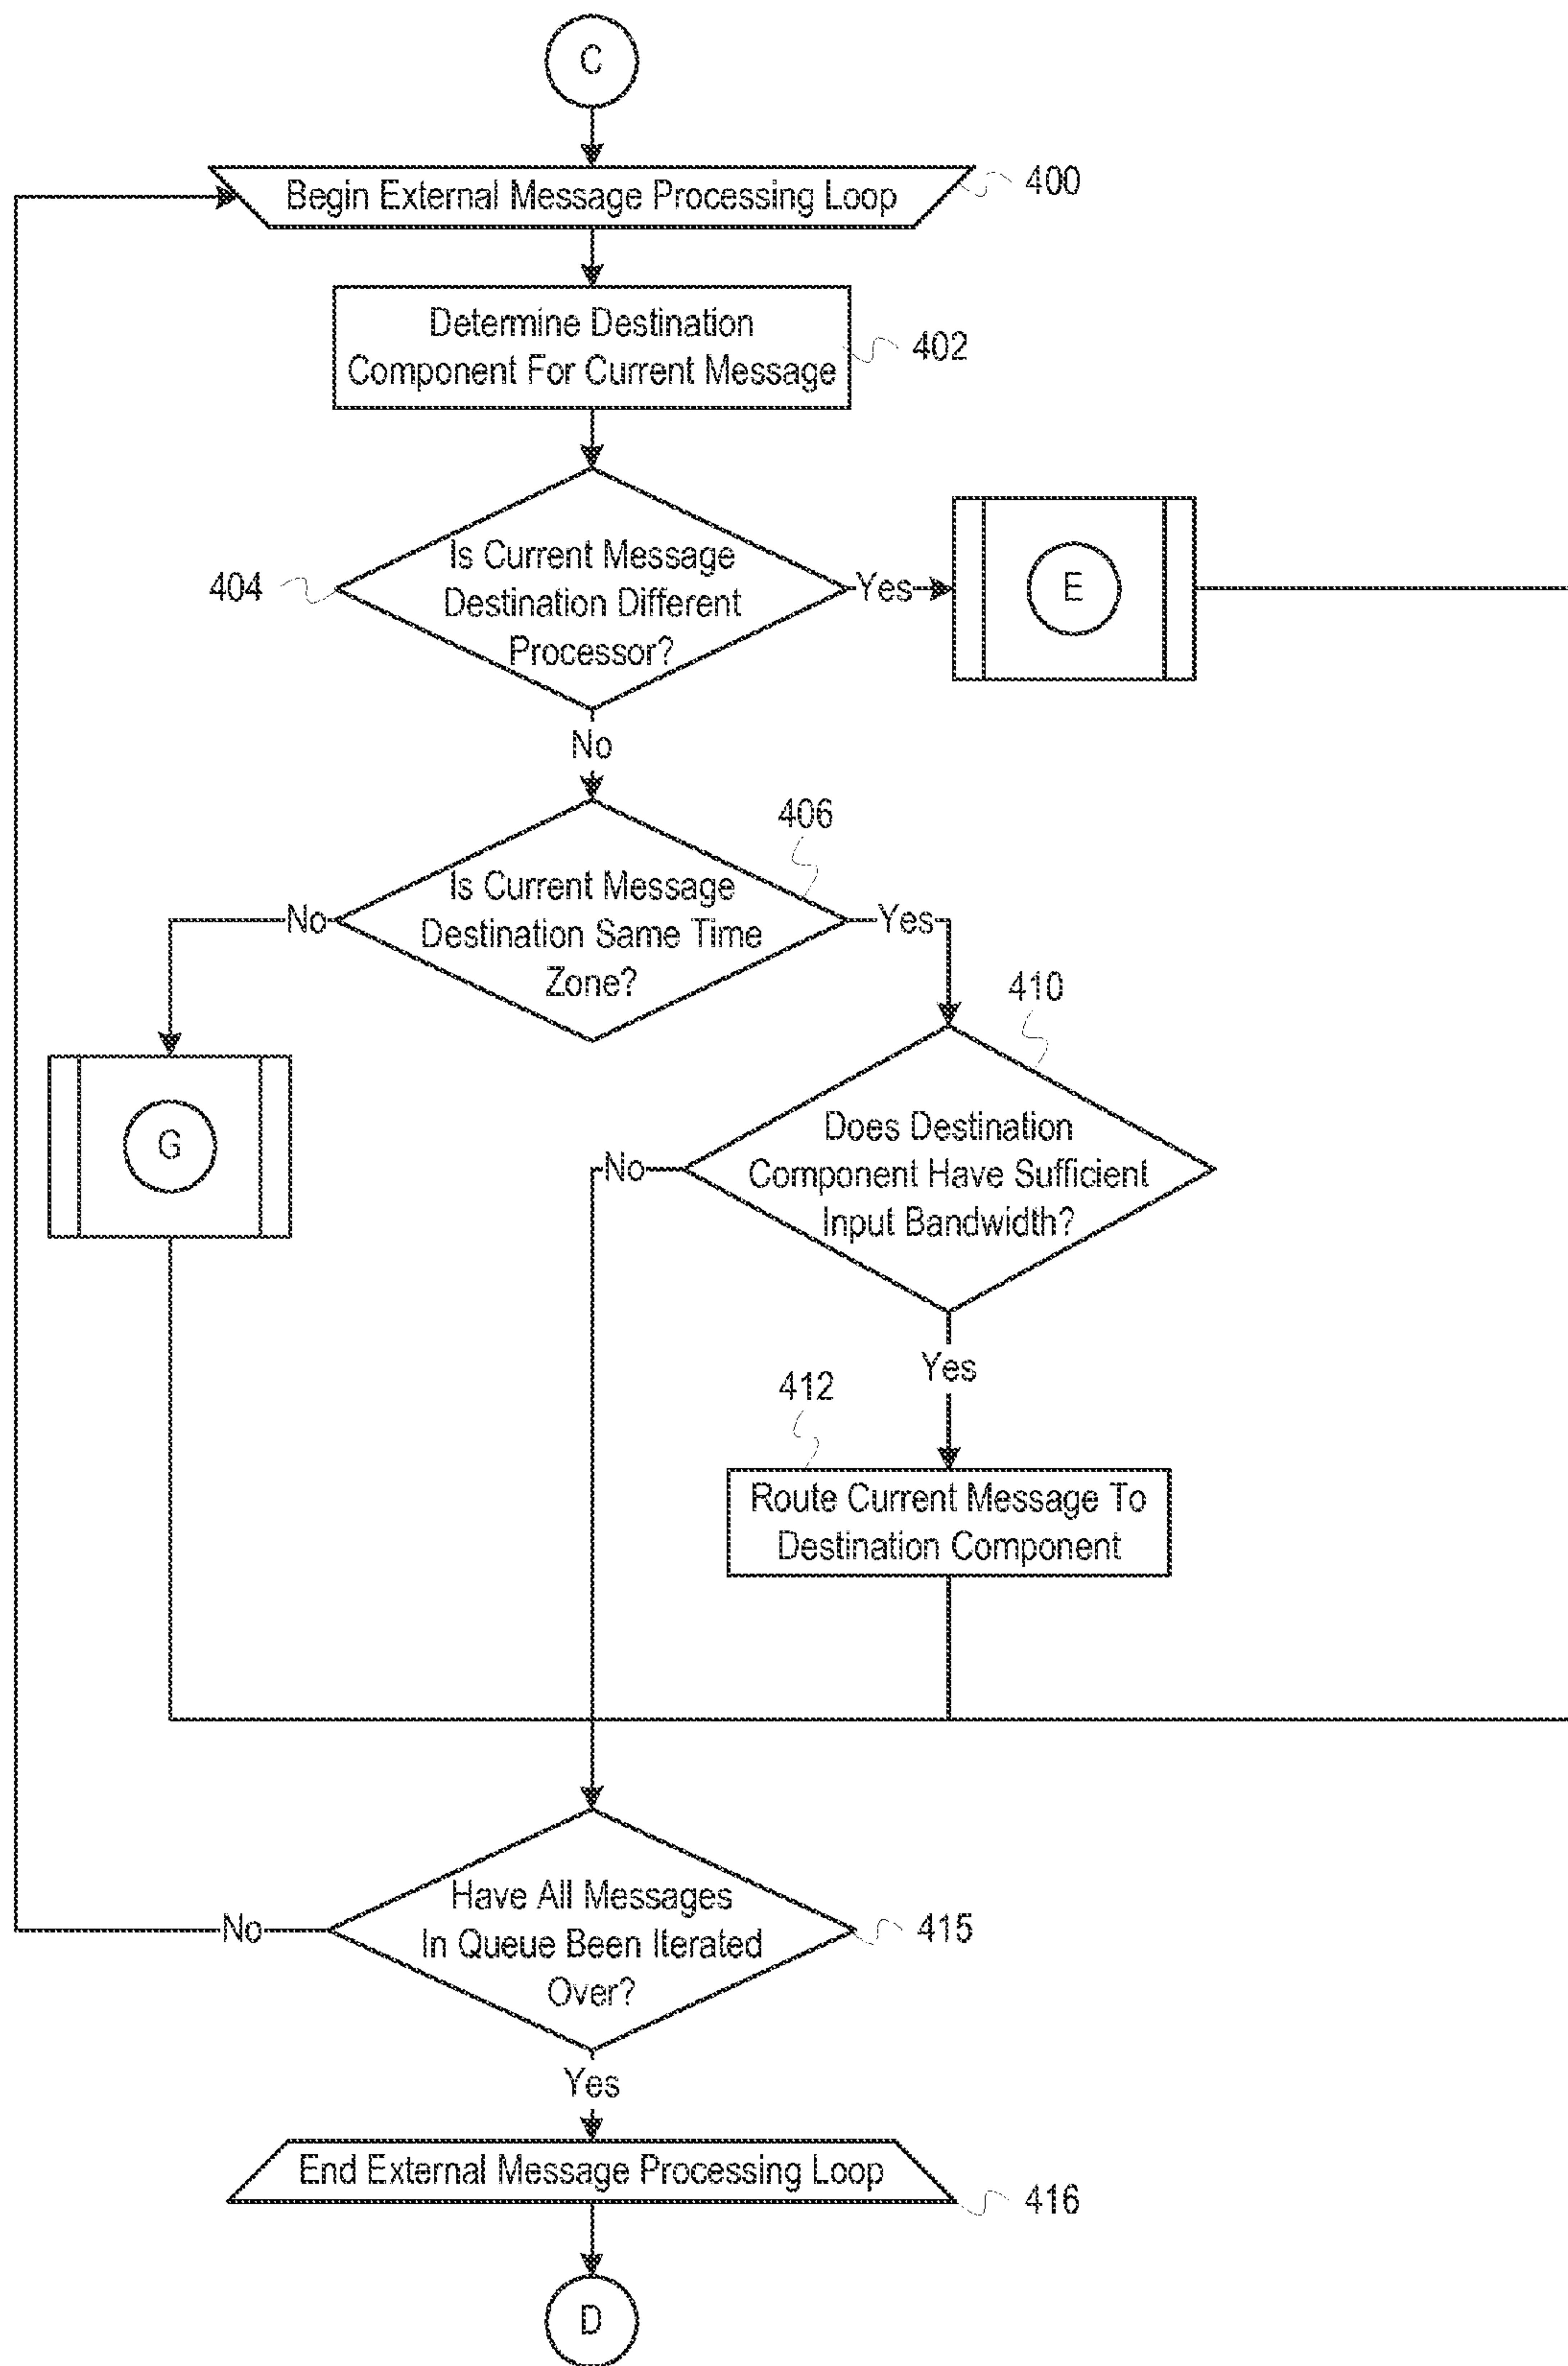 C
Begin External Message Processing Loop
400
Determine Destination
Component For Current Message
402
Is Current Message
Destination Different
Processor?
404
Yes
E
No
406
Is Current Message
Destination Same Time
Zone?
No
Yes
410
G
Does Destination
Component Have Sufficient
Input Bandwidth?
No
Yes
412
Route Current Message To
Destination Component
Have All Messages
In Queue Been Iterated
Over?
No
415
Yes
End External Message Processing Loop
416
D